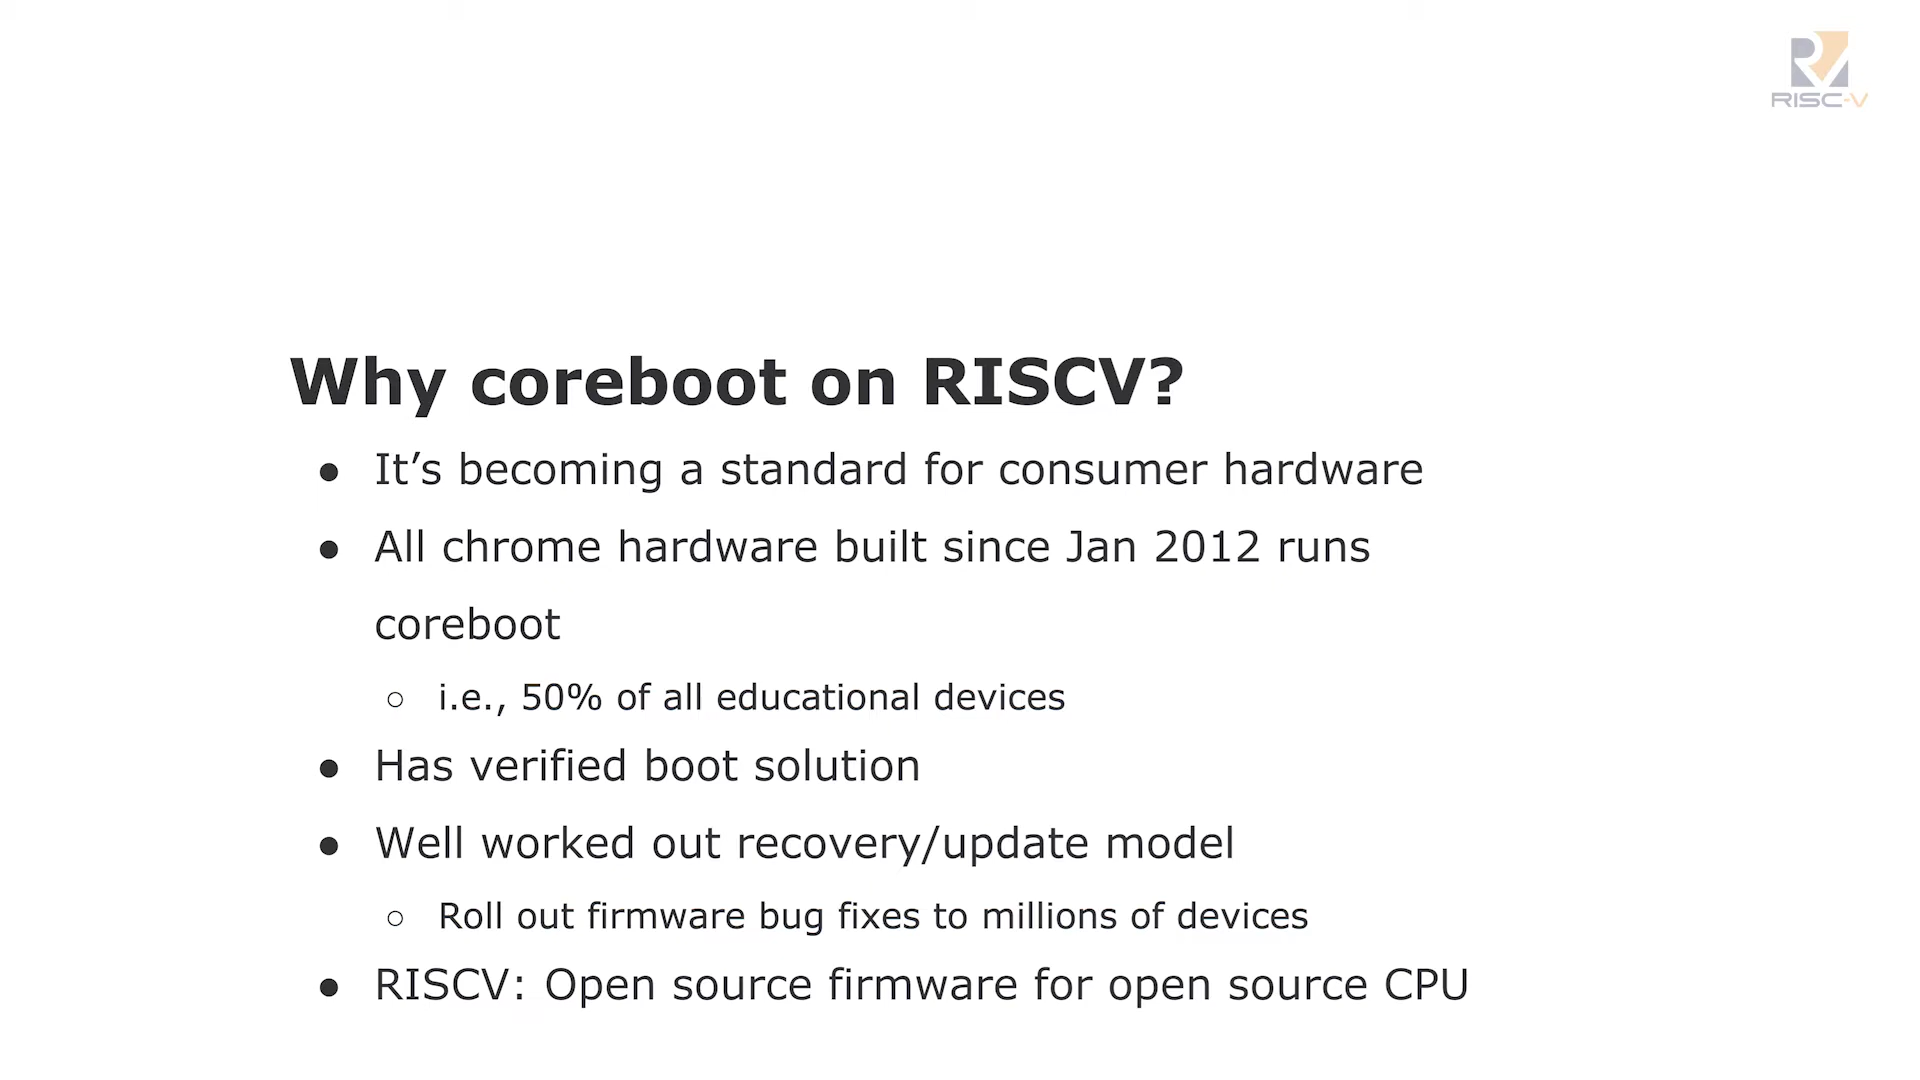 RISC-V
Why coreboot on RISCV?
● It’s becoming a standard for consumer hardware
● All chrome hardware built since Jan 2012 runs
coreboot
○ i.e., 50% of all educational devices
● Has verified boot solution
● Well worked out recovery/update model
○ Roll out firmware bug fixes to millions of devices
● RISCV: Open source firmware for open source CPU